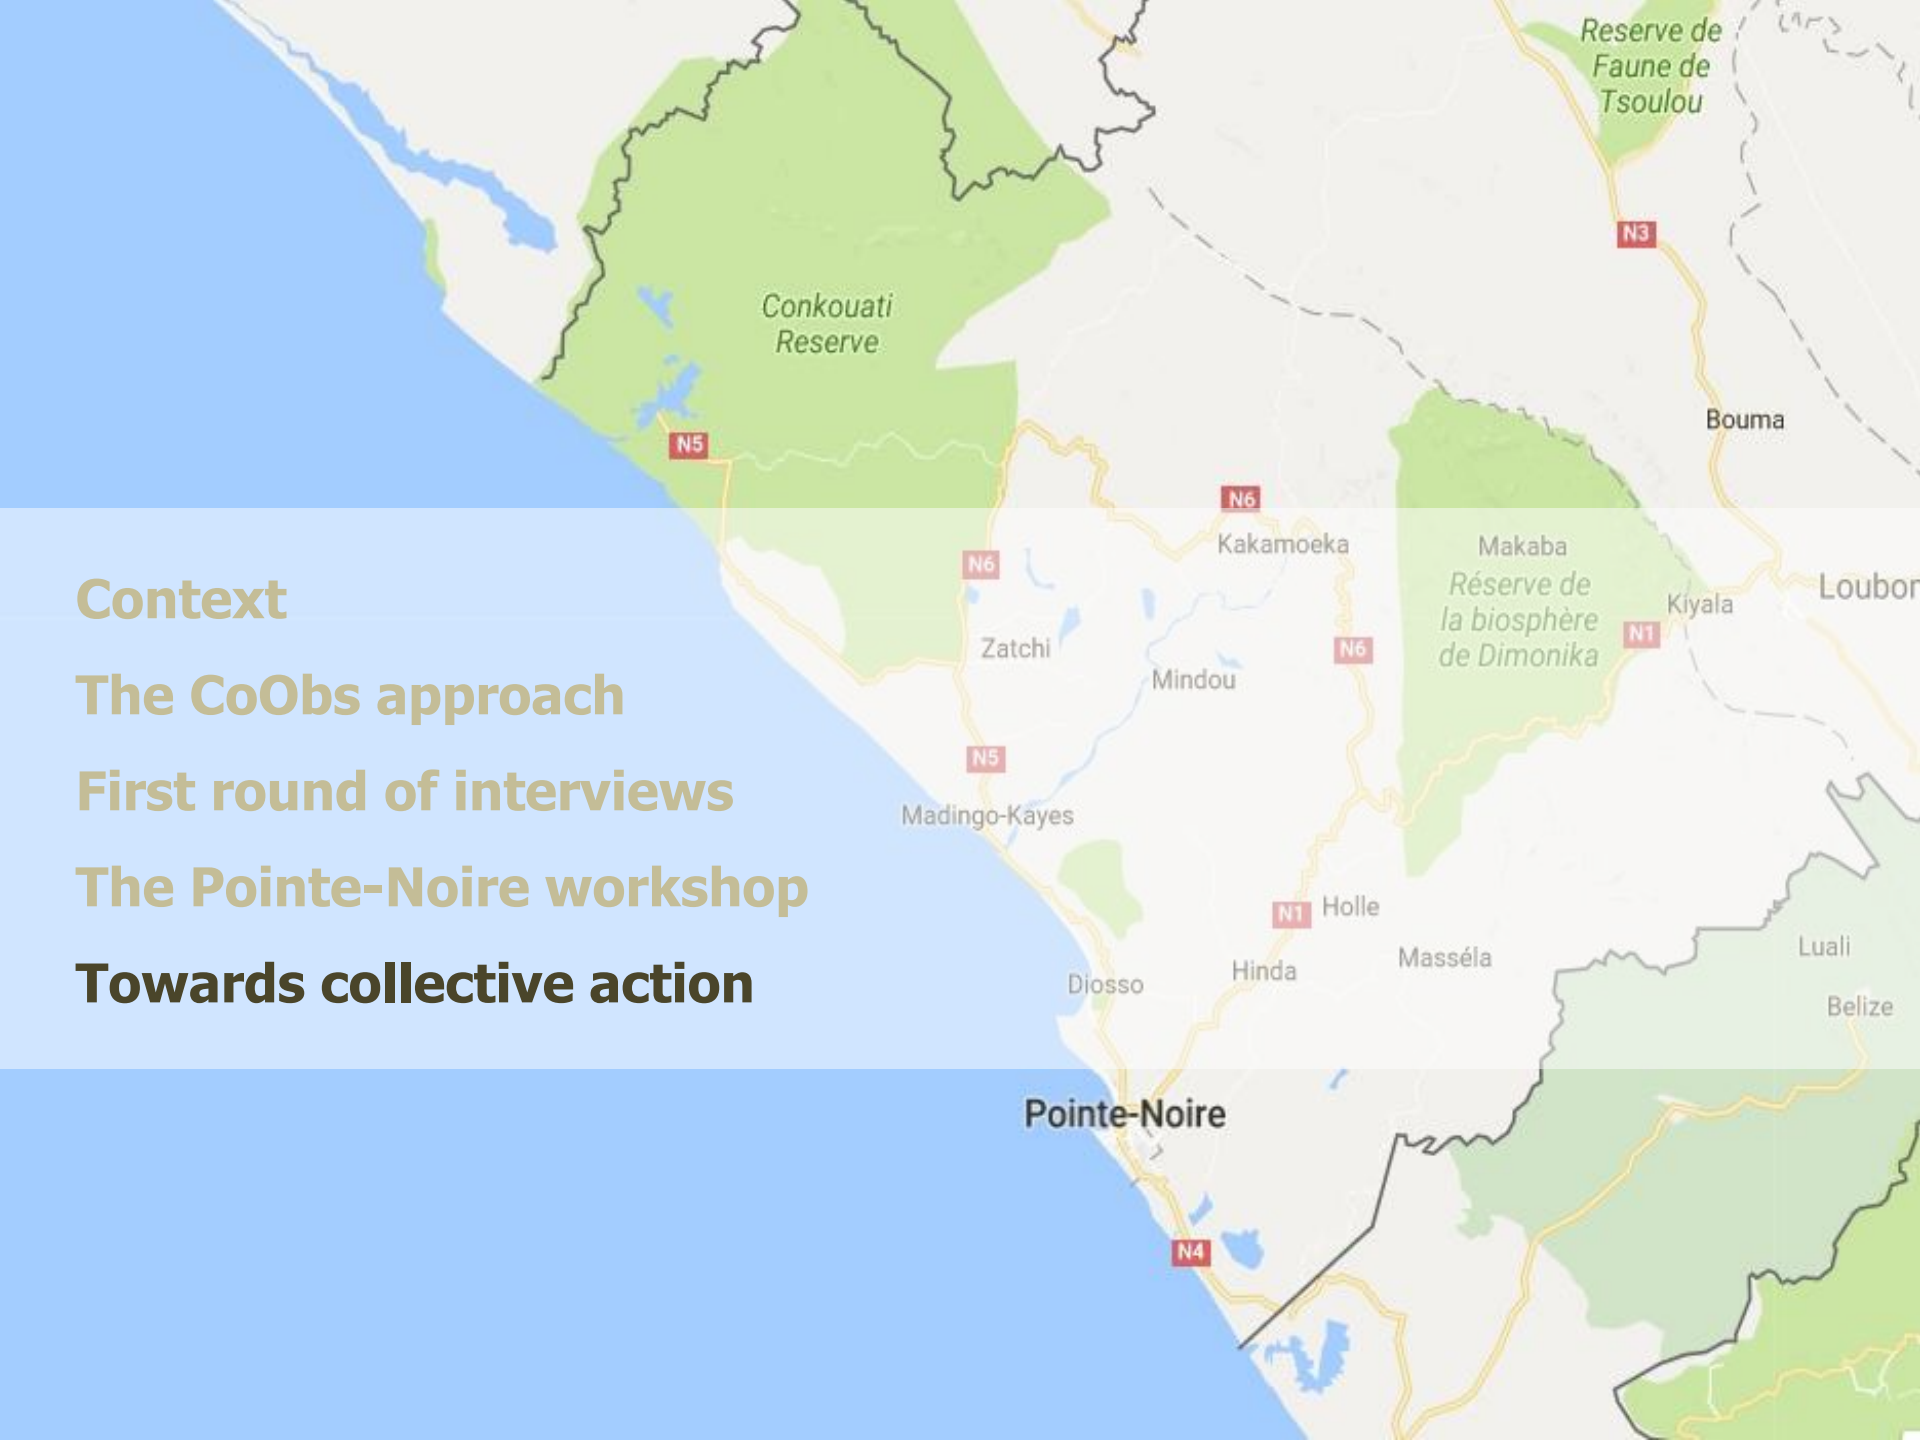 Reserve de
Faune de
Tsoulou
N3
Conkouati
Reserve
Bouma
N5
N6
Kakamoeka
Makaba
N6
Réserve de
la biosphère
de Dimonika
Kiyala
Loubor
N1
Context
Zatchi
N6
Mindou
The CoObs approach
N5
First round of interviews
Madingo-Kayes
The Pointe-Noire workshop
N1
Holle
Masséla
Luali
Hinda
Diosso
Towards collective action
Belize
Pointe-Noire
N4